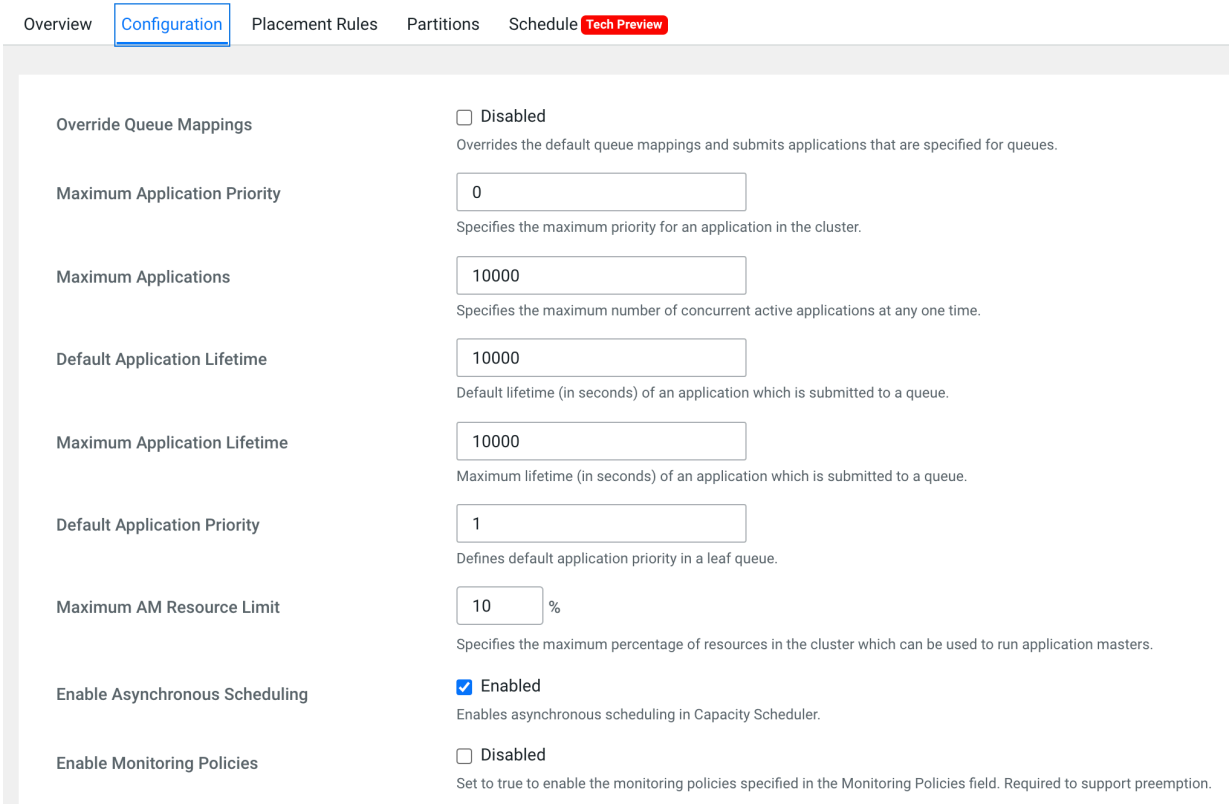 Overview Configuration Placement Rules Partitions Schedule Tech Preview
Override Queue Mappings Disabled
Overrides the default queue mappings and submits applications that are specified for queues.
Maximum Application Priority 0
Specifies the maximum priority for an application in the cluster.
Maximum Applications 10000
Specifies the maximum number of concurrent active applications at any one time.
Default Application Lifetime 10000
Default lifetime (in seconds) of an application which is submitted to a queue.
Maximum Application Lifetime 10000
Maximum lifetime (in seconds) of an application which is submitted to a queue.
Default Application Priority 1
Defines default application priority in a leaf queue.
Maximum AM Resource Limit 10 %
Specifies the maximum percentage of resources in the cluster which can be used to run application masters.
Enable Asynchronous Scheduling Enabled
Enables asynchronous scheduling in Capacity Scheduler.
Enable Monitoring Policies Disabled
Set to true to enable the monitoring policies specified in the Monitoring Policies field. Required to support preemption.